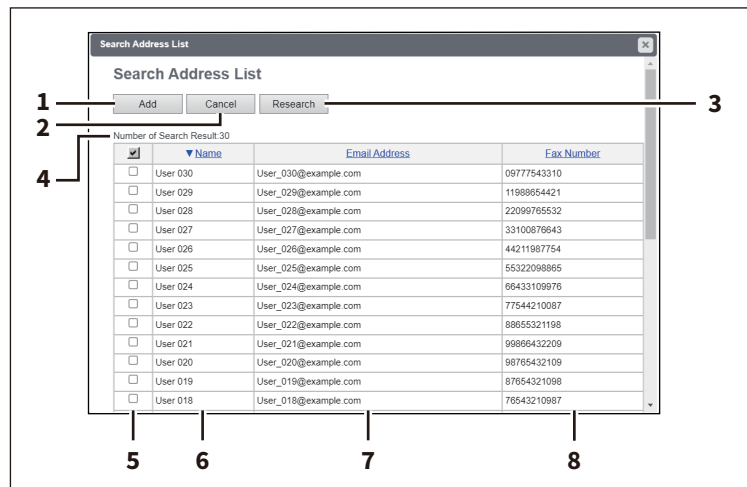 Search Address List
Search Address List
1 Add Cancel Research 3
2
Number of Search Result:30
4
▼Name Email Address Fax Number
User 030 User_030@example.com 09777543310
User 029 User_029@example.com 11988654421
User 028 User_028@example.com 22099765532
User 027 User_027@example.com 33100876643
User 026 User_026@example.com 44211987754
User 025 User_025@example.com 55322098865
User 024 User_024@example.com 66433109976
User 023 User_023@example.com 77544210087
User 022 User_022@example.com 88655321198
User 021 User_021@example.com 99866432209
User 020 User_020@example.com 98765432109
User 019 User_019@example.com 87654321098
User 018 User_018@example.com 76543210987
5 6 7 8